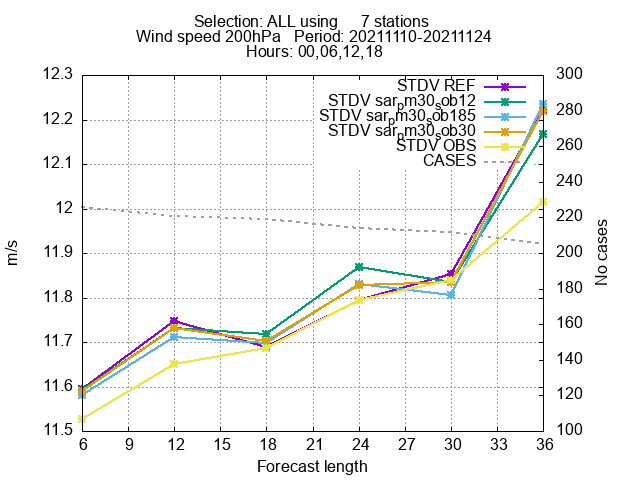 Selection: ALL using 7 stations
Wind speed 200hPa Period: 20211110-20211124
Hours: 00,06,12,18
12.3
12.2
12.1
12
11.9
11.8
11.7
11.6
11.5
m/s
300
280
260
240
220
200
180
160
140
120
100
No cases
STDV REF
STDV sarpm30sob12
STDV sarpm30sob185
STDV sarpm30sob30
STDV OBS
CASES
6 9 12 15 18 21 24 27 30 33 36
Forecast length